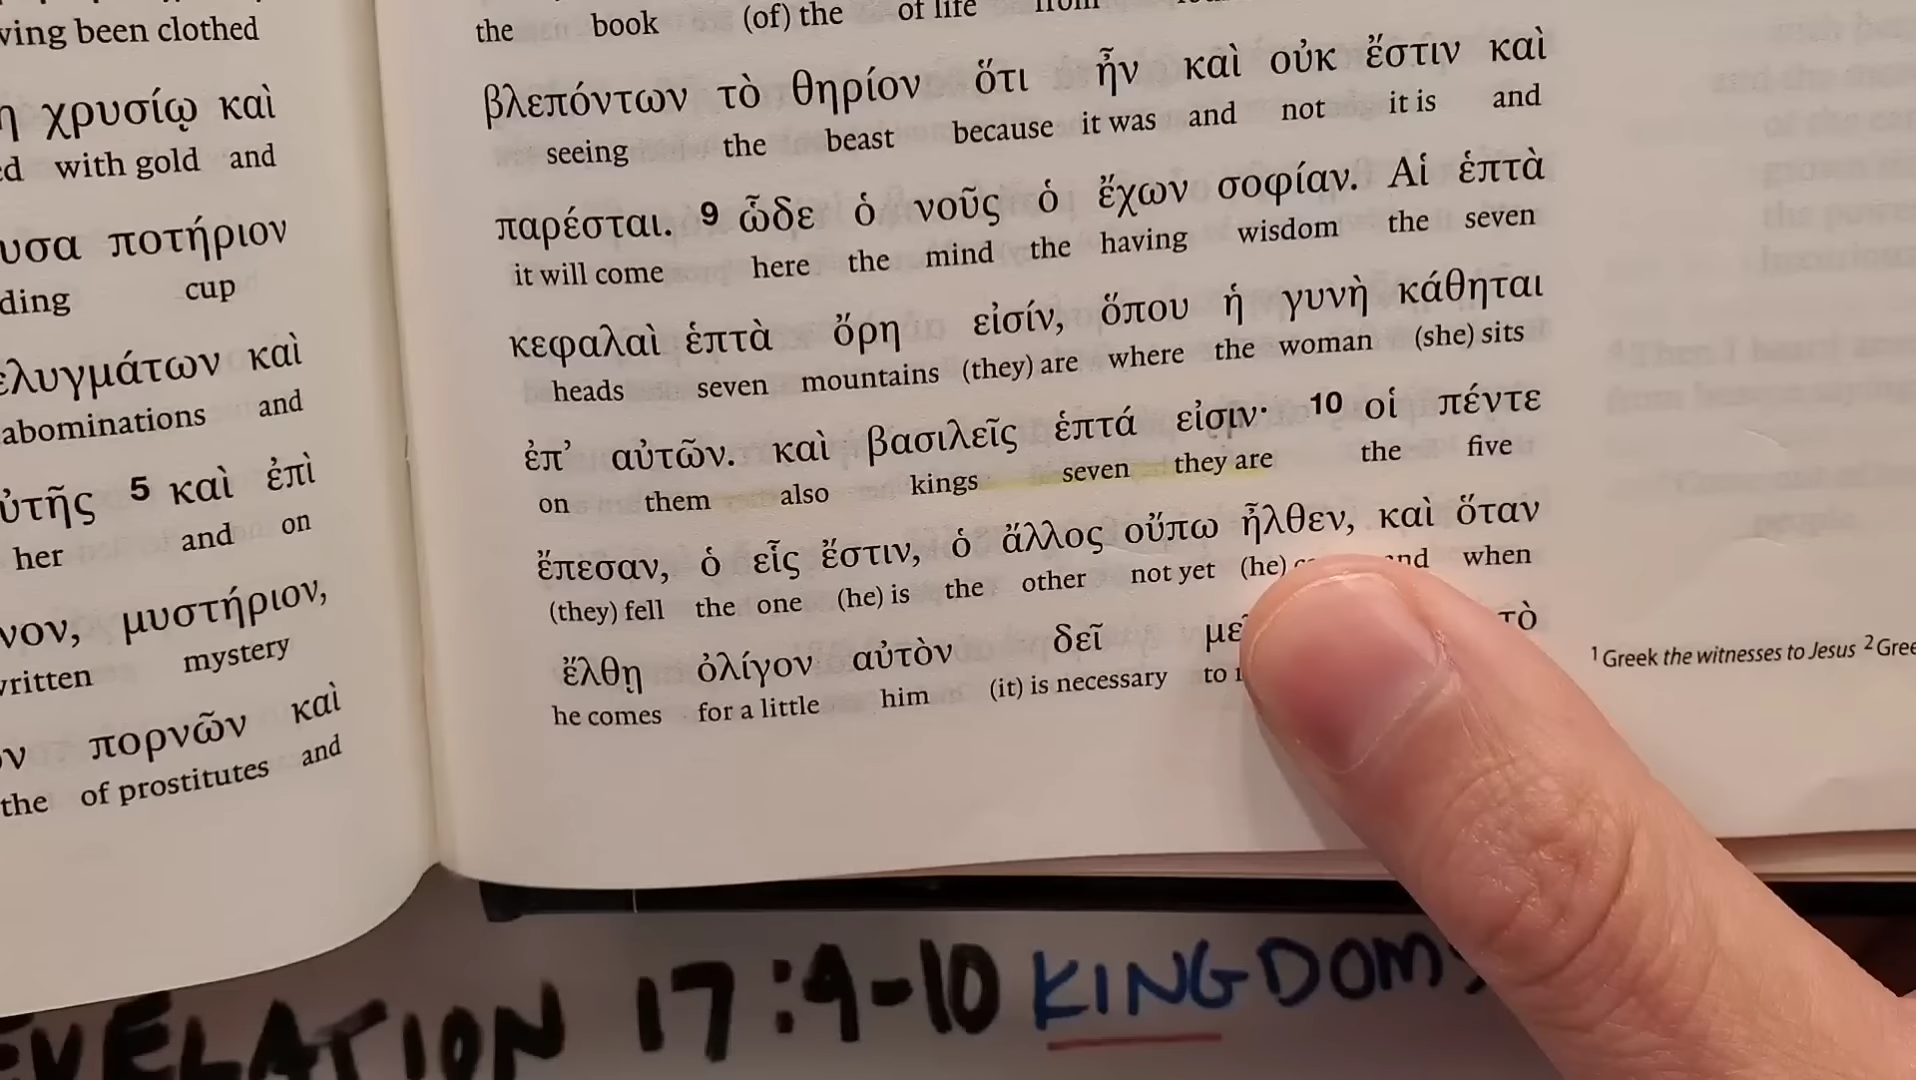 ving been clothed
η χρυσίῳ καὶ
ed with gold and
υσα ποτήριον
ding cup
ελυγμάτων καὶ
abominations and
ὐτῆς 5 καὶ ἐπὶ
her and on
νον, μυστήριον,
written mystery
ν πορνῶν καὶ
the of prostitutes and
the book (of) the of life
βλεπόντων τὸ θηρίον ὅτι ἦν καὶ οὐκ ἔστιν καὶ
seeing the beast because it was and not it is and
παρέσται. 9 ὧδε ὁ νοῦς ὁ ἔχων σοφίαν. Αἱ ἑπτὰ
it will come here the mind the having wisdom the seven
κεφαλαὶ ἑπτὰ ὄρη εἰσίν, ὅπου ἡ γυνὴ κάθηται
heads seven mountains (they) are where the woman (she) sits
ἐπ’ αὐτῶν. καὶ βασιλεῖς ἑπτά εἰσιν· 10 οἱ πέντε
on them also kings seven they are the five
ἔπεσαν, ὁ εἷς ἔστιν, ὁ ἄλλος οὔπω ἦλθεν, καὶ ὅταν
(they) fell the one (he) is the other not yet (he) and when
ἔλθῃ ὀλίγον αὐτὸν δεῖ τὸ
he comes for a little him (it) is necessary to
1 Greek the witnesses to Jesus 2 Gree
EVELATION 17:9-10 KINGDOMS